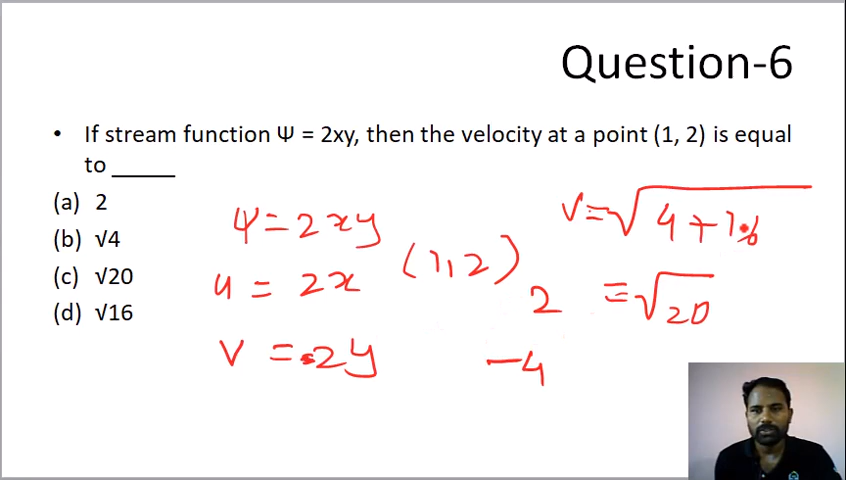 Question-6
• If stream function Ψ = 2xy, then the velocity at a point (1, 2) is equal
to _____
(a) 2
(b) √4
(c) √20
(d) √16
Ψ = 2xy
u = 2x (1,2) 2
v = -2y -4
V = √4+16
= √20